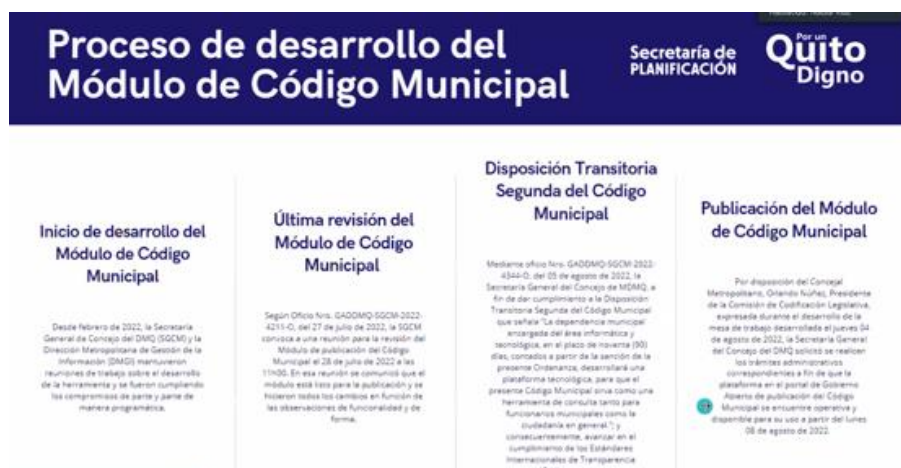 Proceso de desarrollo del
Módulo de Código Municipal
Secretaría de
PLANIFICACIÓN
Por un
Quito
Digno
Inicio de desarrollo del
Módulo de Código
Municipal
Desde febrero de 2022, la Secretaría
General de Concejo del DMQ (SGCM) y la
Dirección Metropolitana de Gestión de la
Información (DMGI) mantuvieron
reuniones de trabajo sobre el desarrollo
de la herramienta y se fueron cumpliendo
los compromisos de parte y parte de
manera programática.
Última revisión del
Módulo de Código
Municipal
Según Oficio Nro. GADDMQ-SGCM-2022-
4211-O, del 27 de julio de 2022, la SGCM
convoca a una reunión para la revisión del
Módulo de publicación del Código
Municipal el 28 de julio de 2022 a las
11H00. En esa reunión se comunicó que el
módulo está listo para la publicación y se
hicieron todos los cambios en función de
las observaciones de funcionalidad y de
forma.
Disposición Transitoria
Segunda del Código
Municipal
Mediante oficio Nro. GADDMQ-SGCM-2022-
4344-O, del 05 de agosto de 2022, la
Secretaría General del Concejo de MDMQ, a
fin de dar cumplimiento a la Disposición
Transitoria Segunda del Código Municipal
que señala "La dependencia municipal
encargada del área informática y
tecnológica, en el plazo de noventa (90)
días, contados a partir de la sanción de la
presente Ordenanza, desarrollará una
plataforma tecnológica, para que el
presente Código Municipal sirva como una
herramienta de consulta tanto para
funcionarios municipales como la
ciudadanía en general."; y
consecuentemente, avanzar en el
cumplimiento de los Estándares
Internacionales de Transparencia
Publicación del Módulo
de Código Municipal
Por disposición del Concejal
Metropolitano, Orlando Núñez, Presidente
de la Comisión de Codificación Legislativa,
expresada durante el desarrollo de la
mesa de trabajo desarrollada el jueves 04
de agosto de 2022, la Secretaría General
del Concejo del DMQ solicitó se realicen
los trámites administrativos
correspondientes a fin de que la
plataforma en el portal de Gobierno
Abierto de publicación del Código
Municipal se encuentre operativa y
disponible para su uso a partir del lunes
08 de agosto de 2022.